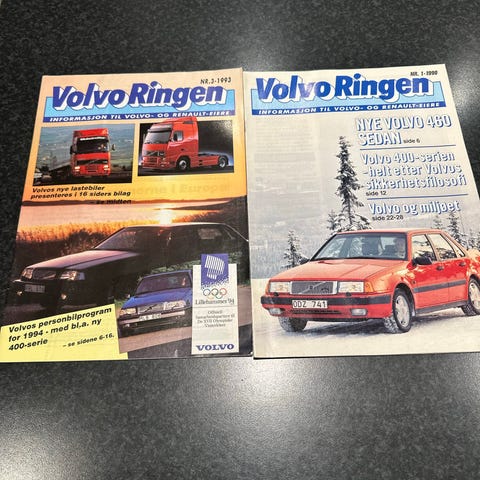 NR. 3-1993
Volvo Ringen
INFORMASJON TIL VOLVO- OG RENAULT-EIERE
Volvos nye lastebiler
presenteres i 16 siders bilag
se midten
Lillehammer'94
Offisiell
VOLVO
Volvos personbilprogram
for 1994 - med bl,a. ny
400-serie
- se sidene 6-16.
NR. 1-1990
Volvo Ringen
INFORMASJON TIL VOLVO- OG RENAULT-EIERE
NYE VOLVO 460
SEDAN side 6
Volvo 400-serien
- helt etter Volvos
sikkerhetsfilosofi
side 12
Volvo og miljøet
side 22-28
ODZ 741